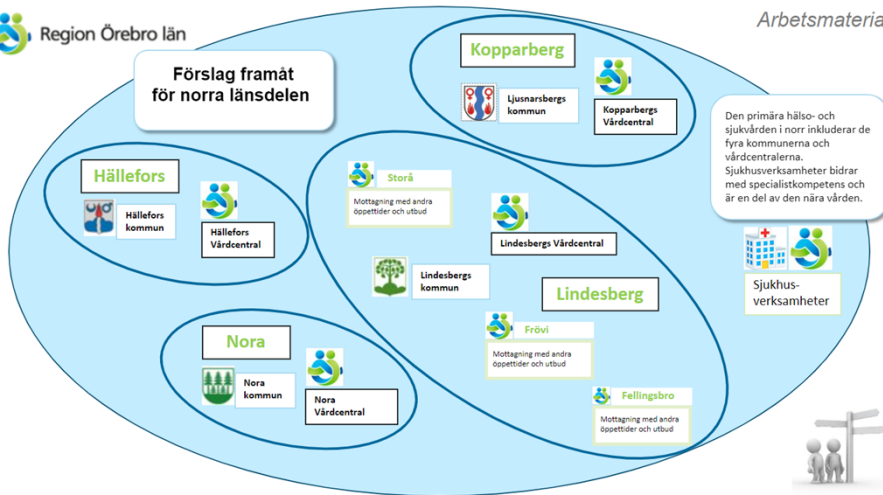 Region Örebro län
Arbetsmaterial
Förslag framåt
för norra länsdelen
Kopparberg
Ljusnarsbergs
kommun
Kopparbergs
Vårdcentral
Den primära hälso- och
sjukvården i norr inkluderar de
fyra kommunerna och
vårdcentralerna.
Sjukhusverksamheter bidrar
med specialistkompetens och
är en del av den nära vården.
Hällefors
Hällefors
kommun
Hällefors
Vårdcentral
Storå
Mottagning med andra
öppettider och utbud
Lindesbergs Vårdcentral
Lindesbergs
kommun
Lindesberg
Sjukhus-
verksamheter
Frövi
Mottagning med andra
öppettider och utbud
Nora
Nora
kommun
Nora
Vårdcentral
Fellingsbro
Mottagning med andra
öppettider och utbud